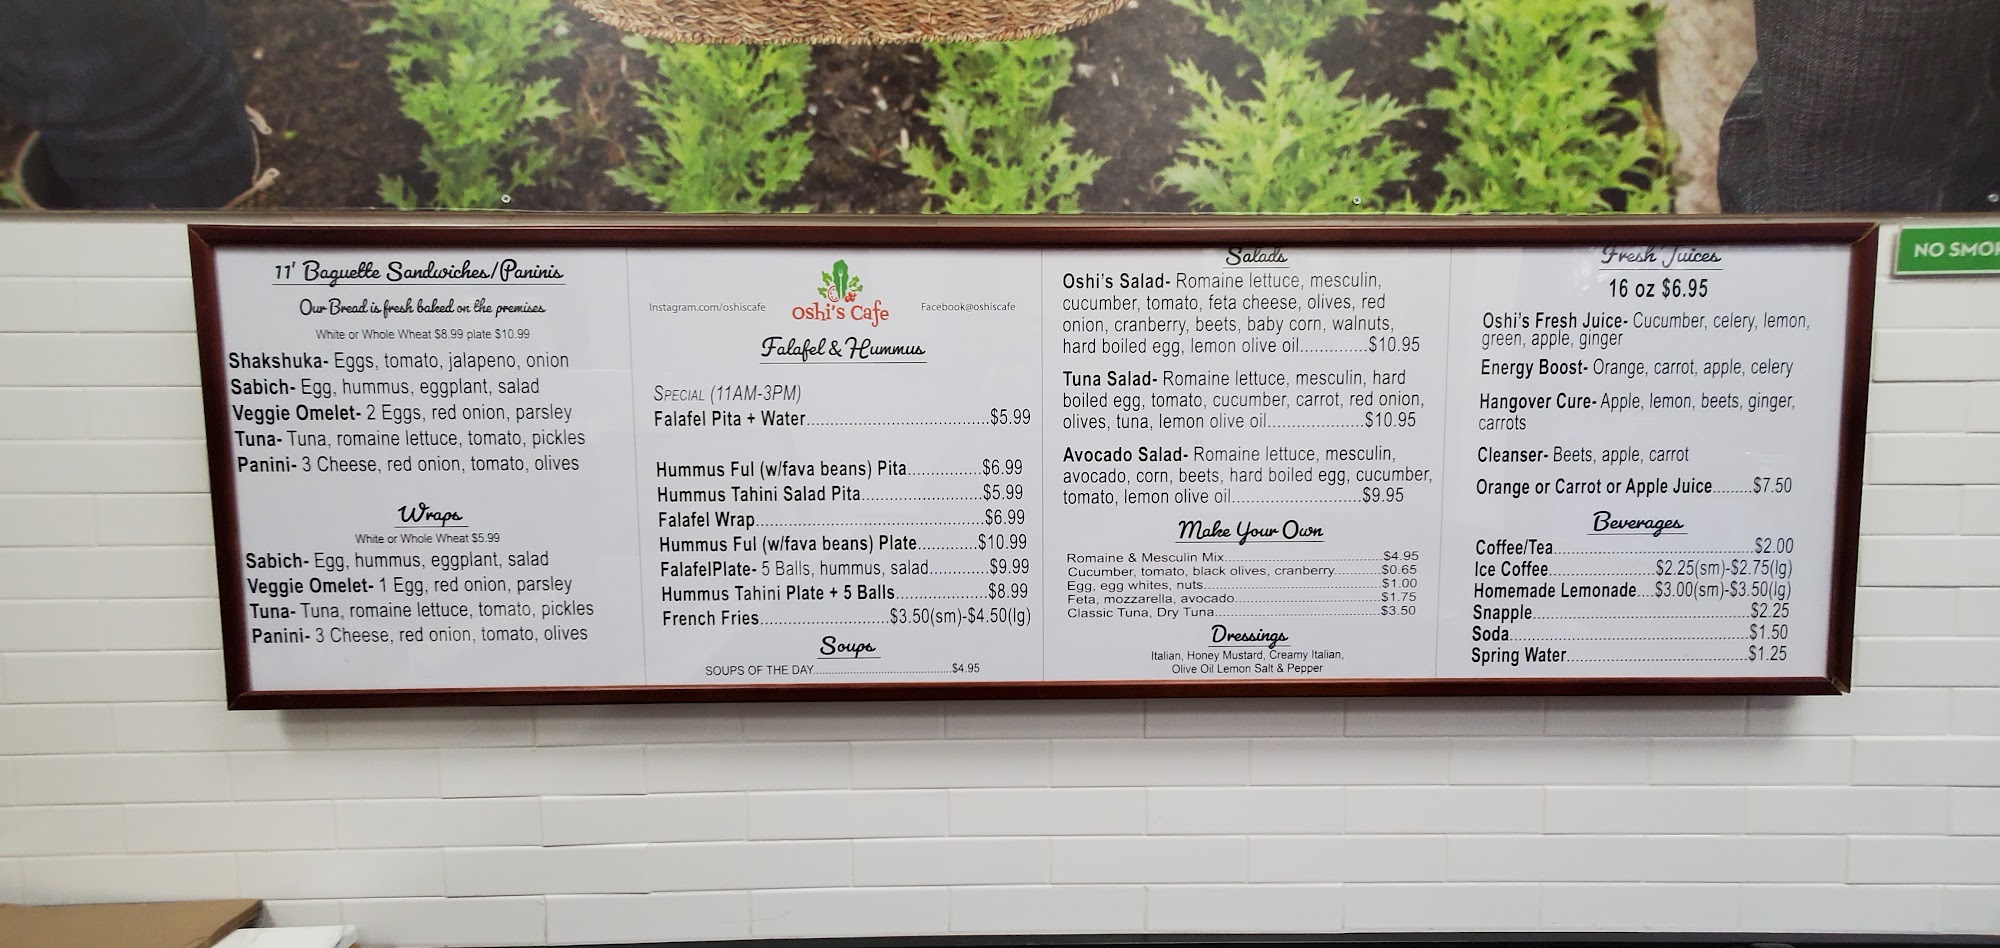 11' Baguette Sandwiches/Paninis
Our Bread is fresh baked on the premises
White or Whole Wheat $8.99 plate $10.99
Shakshuka- Eggs, tomato, jalapeno, onion
Sabich- Egg, hummus, eggplant, salad
Veggie Omelet- 2 Eggs, red onion, parsley
Tuna- Tuna, romaine lettuce, tomato, pickles
Panini- 3 Cheese, red onion, tomato, olives
Wraps
White or Whole Wheat $5.99
Sabich- Egg, hummus, eggplant, salad
Veggie Omelet- 1 Egg, red onion, parsley
Tuna- Tuna, romaine lettuce, tomato, pickles
Panini- 3 Cheese, red onion, tomato, olives
Instagram.com/oshiscafe
oshi's Cafe
Facebook@oshiscafe
Falafel & Hummus
SPECIAL (11AM-3PM)
Falafel Pita + Water..............................$5.99
Hummus Ful (w/fava beans) Pita............$6.99
Hummus Tahini Salad Pita....................$5.99
Falafel Wrap......................................$6.99
Hummus Ful (w/fava beans) Plate..........$10.99
FalafelPlate- 5 Balls, hummus, salad..........$9.99
Hummus Tahini Plate + 5 Balls...............$8.99
French Fries.....................$3.50(sm)-$4.50(lg)
Soups
SOUPS OF THE DAY............................................$4.95
Salads
Oshi's Salad- Romaine lettuce, mesculin,
cucumber, tomato, feta cheese, olives, red
onion, cranberry, beets, baby corn, walnuts,
hard boiled egg, lemon olive oil..............$10.95
Tuna Salad- Romaine lettuce, mesculin, hard
boiled egg, tomato, cucumber, carrot, red onion,
olives, tuna, lemon olive oil....................$10.95
Avocado Salad- Romaine lettuce, mesculin,
avocado, corn, beets, hard boiled egg, cucumber,
tomato, lemon olive oil...........................$9.95
Make Your Own
Romaine & Mesculin Mix........................................$4.95
Cucumber, tomato, black olives, cranberry............$0.65
Egg, egg whites, nuts.............................................$1.00
Feta, mozzarella, avocado.....................................$1.75
Classic Tuna, Dry Tuna..........................................$3.50
Dressings
Italian, Honey Mustard, Creamy Italian,
Olive Oil Lemon Salt & Pepper
Fresh Juices
16 oz $6.95
Oshi's Fresh Juice- Cucumber, celery, lemon,
green, apple, ginger
Energy Boost- Orange, carrot, apple, celery
Hangover Cure- Apple, lemon, beets, ginger,
carrots
Cleanser- Beets, apple, carrot
Orange or Carrot or Apple Juice........$7.50
Beverages
Coffee/Tea........................................$2.00
Ice Coffee.....................$2.25(sm)-$2.75(lg)
Homemade Lemonade....$3.00(sm)-$3.50(lg)
Snapple............................................$2.25
Soda................................................$1.50
Spring Water....................................$1.25
NO SMO